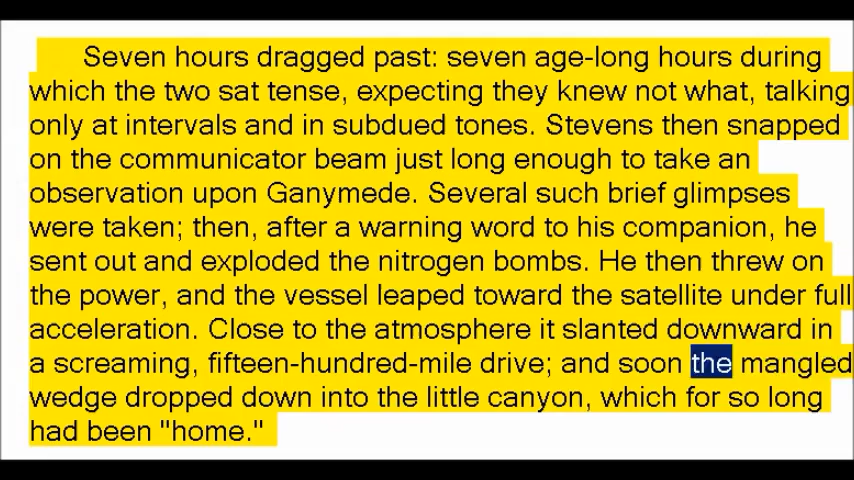 Seven hours dragged past: seven age-long hours during
which the two sat tense, expecting they knew not what, talking
only at intervals and in subdued tones. Stevens then snapped
on the communicator beam just long enough to take an
observation upon Ganymede. Several such brief glimpses
were taken; then, after a warning word to his companion, he
sent out and exploded the nitrogen bombs. He then threw on
the power, and the vessel leaped toward the satellite under full
acceleration. Close to the atmosphere it slanted downward in
a screaming, fifteen-hundred-mile drive; and soon the mangled
wedge dropped down into the little canyon, which for so long
had been "home."